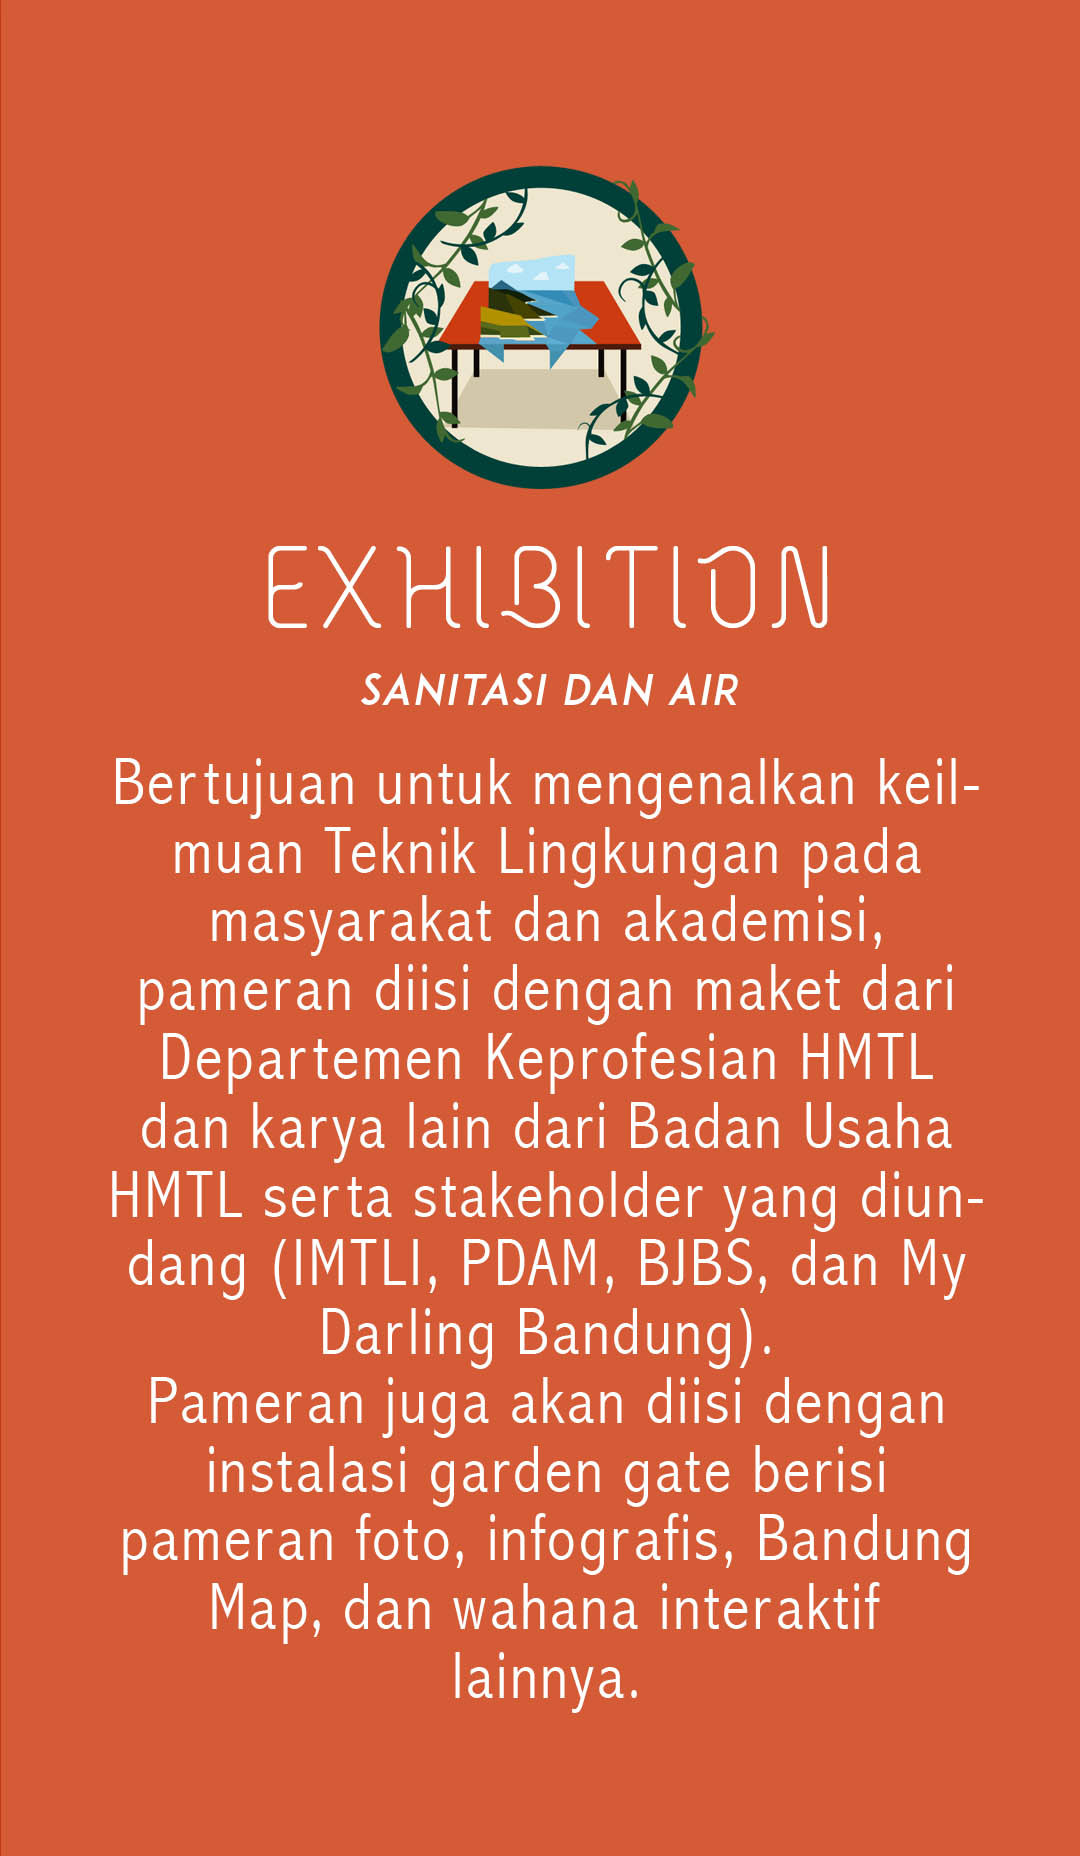 EXHIBITION
SANITASI DAN AIR
Bertujuan untuk mengenalkan keil-
muan Teknik Lingkungan pada
masyarakat dan akademisi,
pameran diisi dengan maket dari
Departemen Keprofesian HMTL
dan karya lain dari Badan Usaha
HMTL serta stakeholder yang diun-
dang (IMTLI, PDAM, BJBS, dan My
Darling Bandung).
Pameran juga akan diisi dengan
instalasi garden gate berisi
pameran foto, infografis, Bandung
Map, dan wahana interaktif
lainnya.